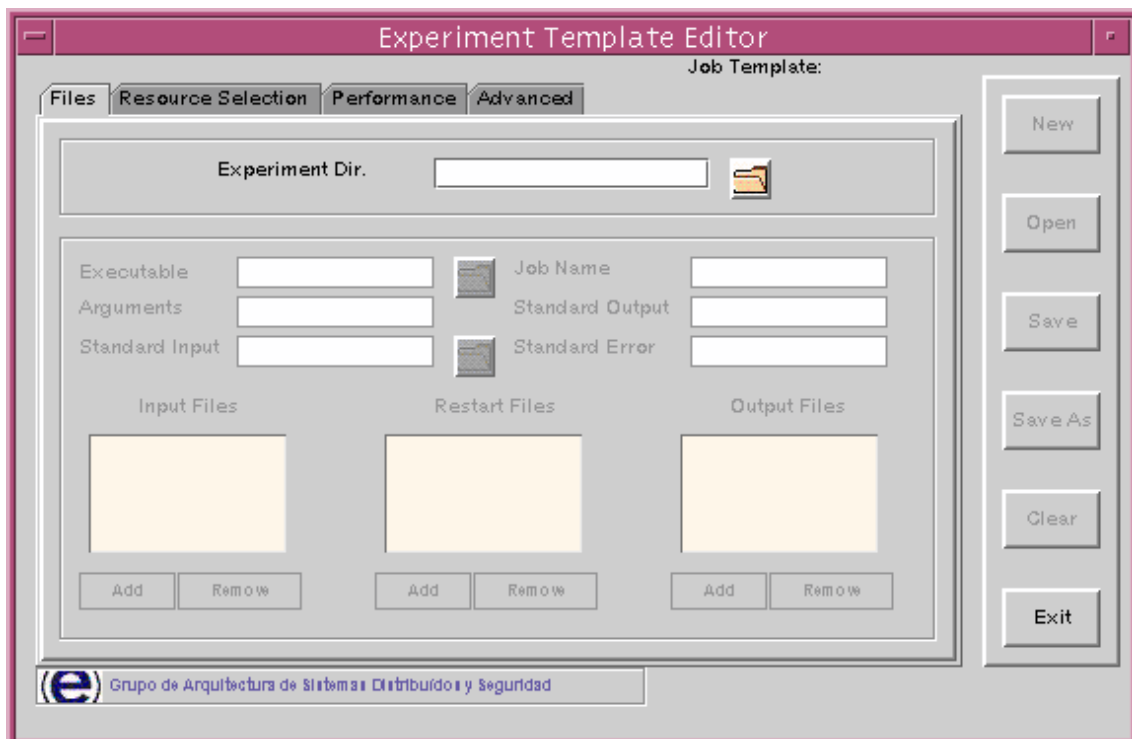 Experiment Template Editor
Job Template:
Files Resource Selection Performance Advanced
Experiment Dir.
Executable
Job Name
Arguments
Standard Output
Standard Input
Standard Error
Input Files
Restart Files
Output Files
Add Remove
Add Remove
Add Remove
New
Open
Save
Save As
Clear
Exit
(e) Grupo de Arquitectura de Sistemas Distribuídos y Seguridad